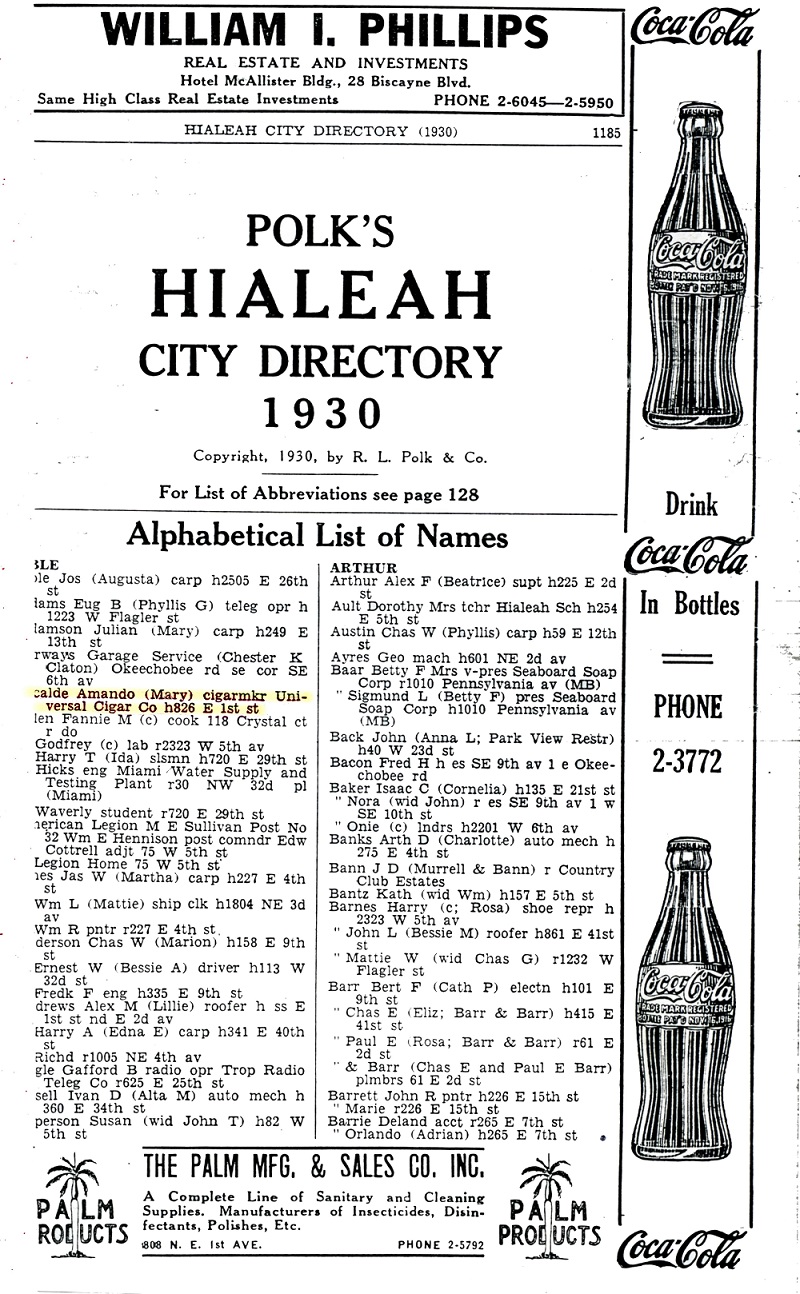 WILLIAM I. PHILLIPS
REAL ESTATE AND INVESTMENTS
Hotel McAllister Bldg., 28 Biscayne Blvd.
Same High Class Real Estate Investments PHONE 2-6045—2-5950
HIALEAH CITY DIRECTORY (1930) 1185
POLK'S
HIALEAH
CITY DIRECTORY
1930
Copyright, 1930, by R. L. Polk & Co.
For List of Abbreviations see page 128
Alphabetical List of Names
Jos (Augusta) carp h2505 E 26th
st
Eug B (Phyllis G) teleg opr h
1223 W Flagler st
Julian (Mary) carp h249 E
13th st
Garage Service (Chester K
Claton) Okeechobee rd se cor SE
6th av
Amando (Mary) cigarmkr Uni-
versal Cigar Co h826 E 1st st
Fannie M (c) cook 118 Crystal ct
r do
Godfrey (c) lab r2323 W 5th av
Harry T (Ida) slsmn h720 E 29th st
Hicks eng Miami Water Supply and
Testing Plant r30 NW 32d pl
(Miami)
Waverly student r720 E 29th st
Legion M E Sullivan Post No
32 Wm E Hennison post comndr Edw
Cottrell adjt 75 W 5th st
Legion Home 75 W 5th st
Jas W (Martha) carp h227 E 4th
st
Wm L (Mattie) ship clk h1804 NE 3d
av
Wm R pntr r227 E 4th st
derson Chas W (Marion) h158 E 9th
st
Ernest W (Bessie A) driver h113 W
32d st
Fredk F eng h335 E 9th st
drews Alex M (Lillie) roofer h ss E
1st st nd E 2d av
Harry A (Edna E) carp h341 E 40th
st
Richd r1005 NE 4th av
gle Gafford B radio opr Trop Radio
Teleg Co r625 E 25th st
sell Ivan D (Alta M) auto mech h
360 E 34th st
person Susan (wid John T) h82 W
5th st
ARTHUR
Arthur Alex F (Beatrice) supt h225 E 2d
st
Ault Dorothy Mrs tchr Hialeah Sch h254
E 5th st
Austin Chas W (Phyllis) carp h59 E 12th
st
Ayres Geo mach h601 NE 2d av
Baar Betty F Mrs v-pres Seaboard Soap
Corp r1010 Pennsylvania av (MB)
" Sigmund L (Betty F) pres Seaboard
Soap Corp h1010 Pennsylvania av
(MB)
Back John (Anna L; Park View Restr)
h40 W 23d st
Bacon Fred H h es SE 9th av 1 e Okee-
chobee rd
Baker Isaac C (Cornelia) h135 E 21st st
" Nora (wid John) r es SE 9th av 1 w
SE 10th st
" Onie (c) lndrs h2201 W 6th av
Banks Arth D (Charlotte) auto mech h
275 E 4th st
Bann J D (Murrell & Bann) r Country
Club Estates
Bantz Kath (wid Wm) h157 E 5th st
Barnes Harry (c; Rosa) shoe repr h
2323 W 5th av
" John L (Bessie M) roofer h861 E 41st
st
" Mattie W (wid Chas G) r1232 W
Flagler st
Barr Bert F (Cath P) electn h101 E
9th st
" Chas E (Eliz; Barr & Barr) h415 E
41st st
" Paul E (Rosa; Barr & Barr) r61 E
2d st
" & Barr (Chas E and Paul E Barr)
plmbrs 61 E 2d st
Barrett John R pntr h226 E 15th st
" Marie r226 E 15th st
Barrie Deland acct r265 E 7th st
" Orlando (Adrian) h265 E 7th st
PALM
PRODUCTS
THE PALM MFG. & SALES CO. INC.
A Complete Line of Sanitary and Cleaning
Supplies. Manufacturers of Insecticides, Disin-
fectants, Polishes, Etc.
808 N. E. 1st AVE. PHONE 2-5792
PALM
PRODUCTS
Coca-Cola
Coca-Cola
TRADE MARK REGISTERED
Drink
Coca-Cola
In Bottles
PHONE
2-3772
Coca-Cola
TRADE MARK REGISTERED
Coca-Cola